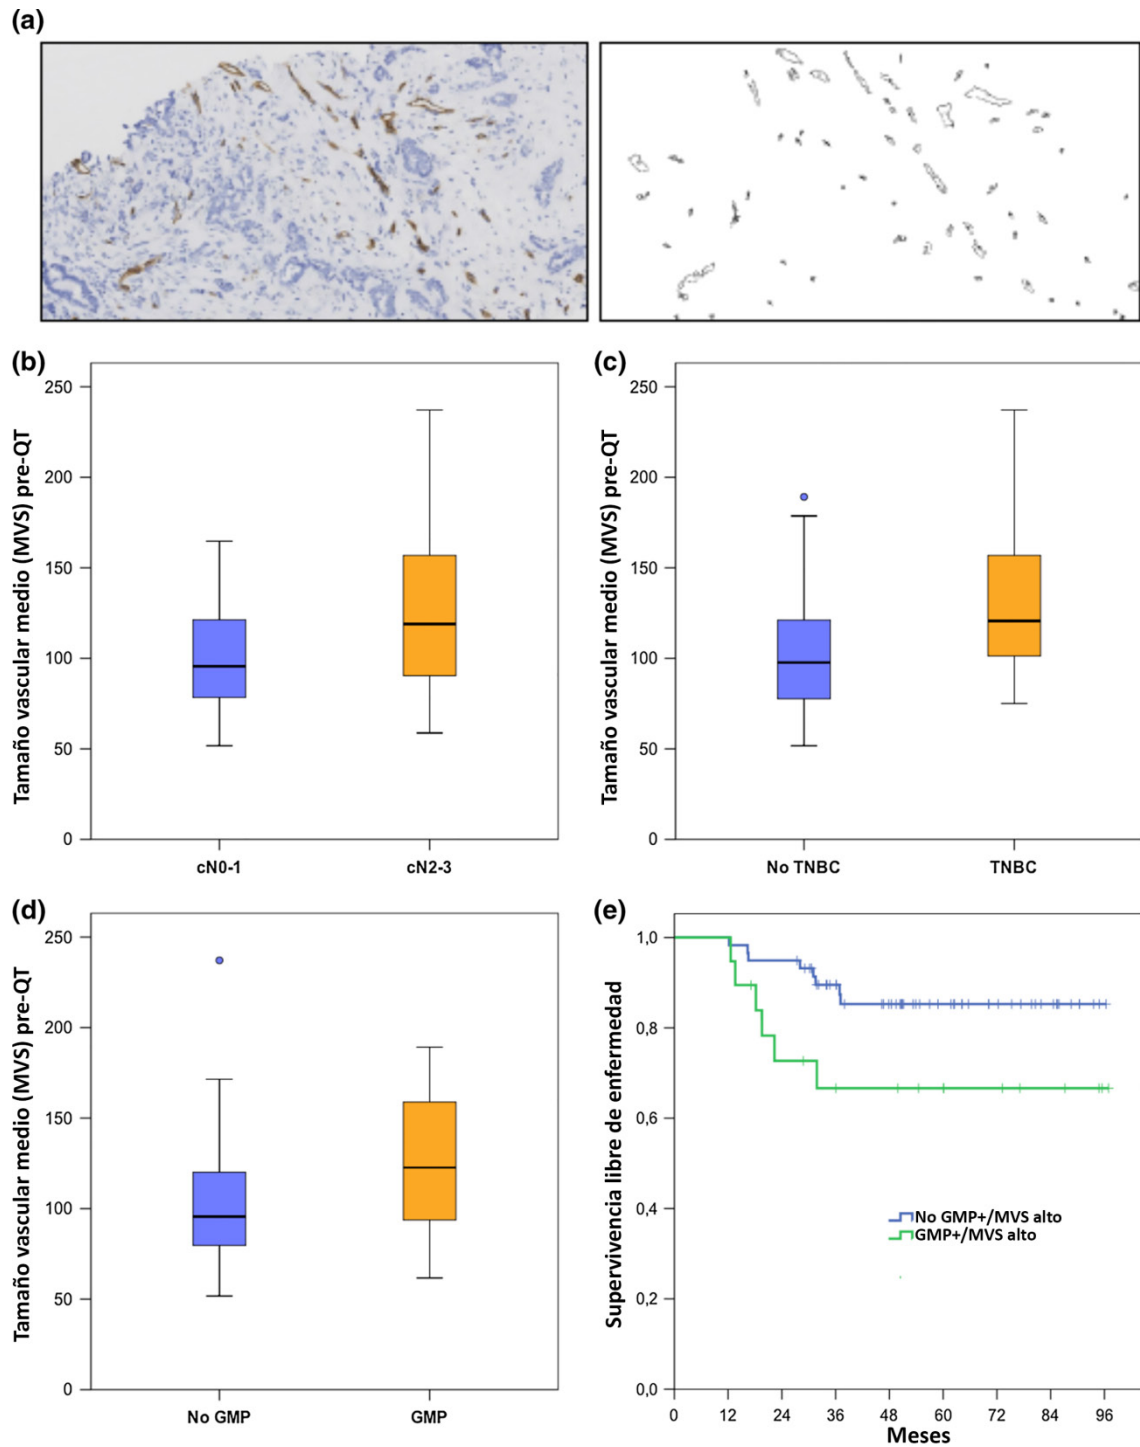 (a)
(b)
(c)
Tamaño vascular medio (MVS) pre-QT
250
200
150
100
50
0
cN0-1
cN2-3
Tamaño vascular medio (MVS) pre-QT
250
200
150
100
50
0
No TNBC
TNBC
(d)
(e)
Tamaño vascular medio (MVS) pre-QT
250
200
150
100
50
0
No GMP
GMP
Supervivencia libre de enfermedad
1,0
0,8
0,6
0,4
0,2
0,0
No GMP+/MVS alto
GMP+/MVS alto
0 12 24 36 48 60 72 84 96
Meses